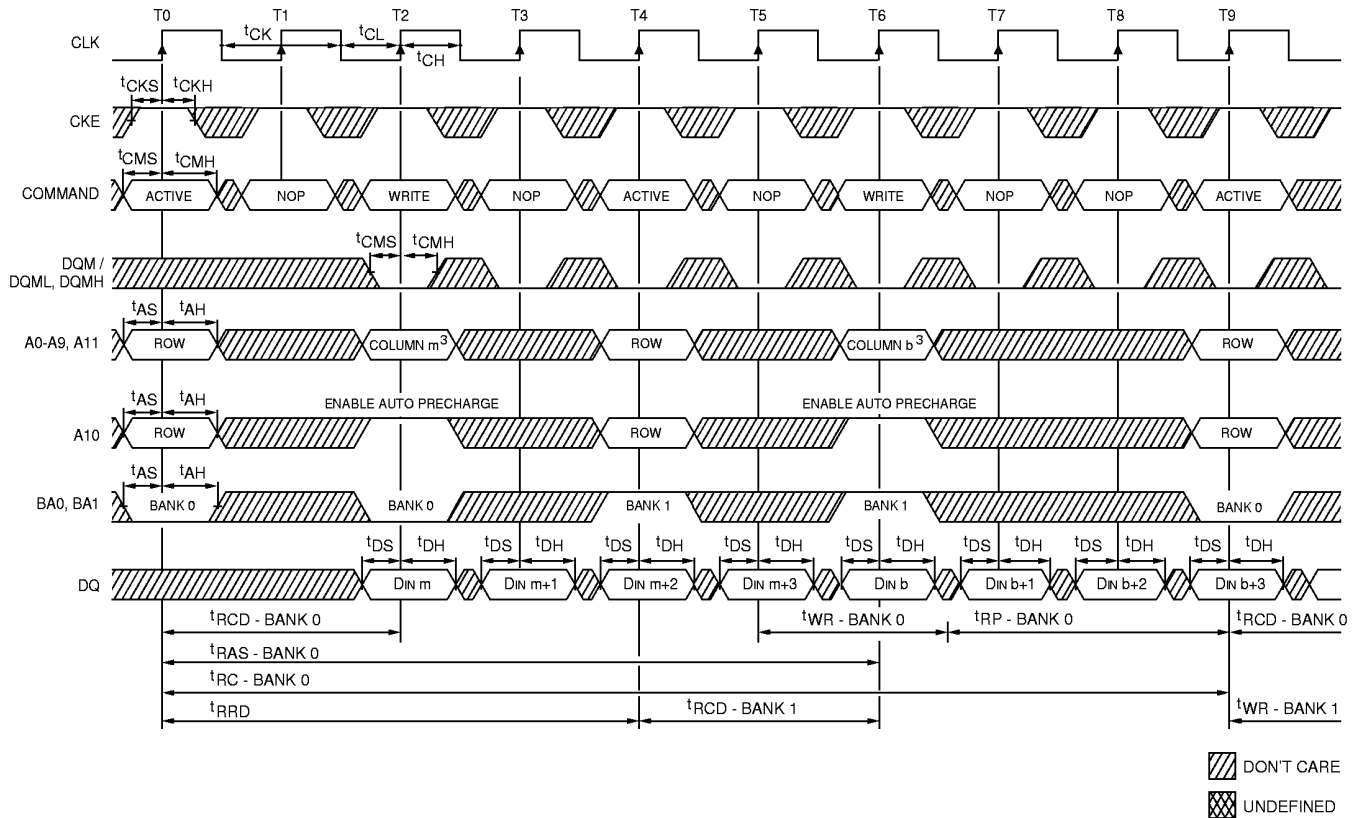 T0 T1 T2 T3 T4 T5 T6 T7 T8 T9
CLK
tCK tCL tCH
tCKS tCKH
CKE
tCMS tCMH
COMMAND ACTIVE NOP WRITE NOP ACTIVE NOP WRITE NOP NOP ACTIVE
tCMS tCMH
DQM /
DQML, DQMH
tAS tAH
A0-A9, A11 ROW COLUMN m3 ROW COLUMN b3 ROW
tAS tAH ENABLE AUTO PRECHARGE ENABLE AUTO PRECHARGE
A10 ROW ROW ROW
tAS tAH
BA0, BA1 BANK 0 BANK 0 BANK 1 BANK 1 BANK 0
tDS tDH tDS tDH tDS tDH tDS tDH tDS tDH tDS tDH tDS tDH tDS tDH
DQ DIN m DIN m+1 DIN m+2 DIN m+3 DIN b DIN b+1 DIN b+2 DIN b+3
tRCD - BANK 0 tWR - BANK 0 tRP - BANK 0 tRCD - BANK 0
tRAS - BANK 0
tRC - BANK 0
tRRD tRCD - BANK 1 tWR - BANK 1
DON'T CARE
UNDEFINED